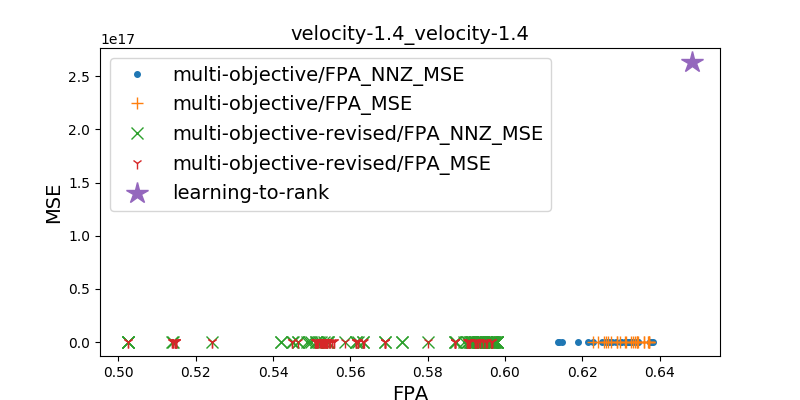 velocity-1.4_velocity-1.4
1e17
multi-objective/FPA_NNZ_MSE
multi-objective/FPA_MSE
multi-objective-revised/FPA_NNZ_MSE
multi-objective-revised/FPA_MSE
learning-to-rank
MSE
2.5
2.0
1.5
1.0
0.5
0.0
0.50 0.52 0.54 0.56 0.58 0.60 0.62 0.64
FPA